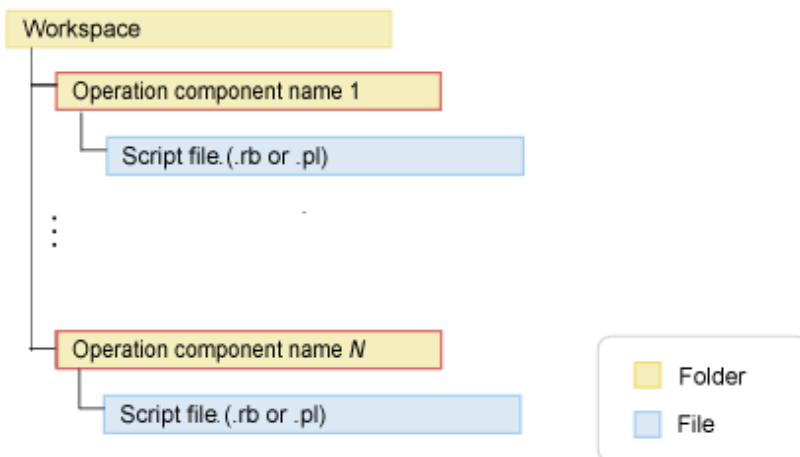 Workspace
Operation component name 1
Script file.(.rb or .pl)
Operation component name N
Script file.(.rb or .pl)
Folder
File